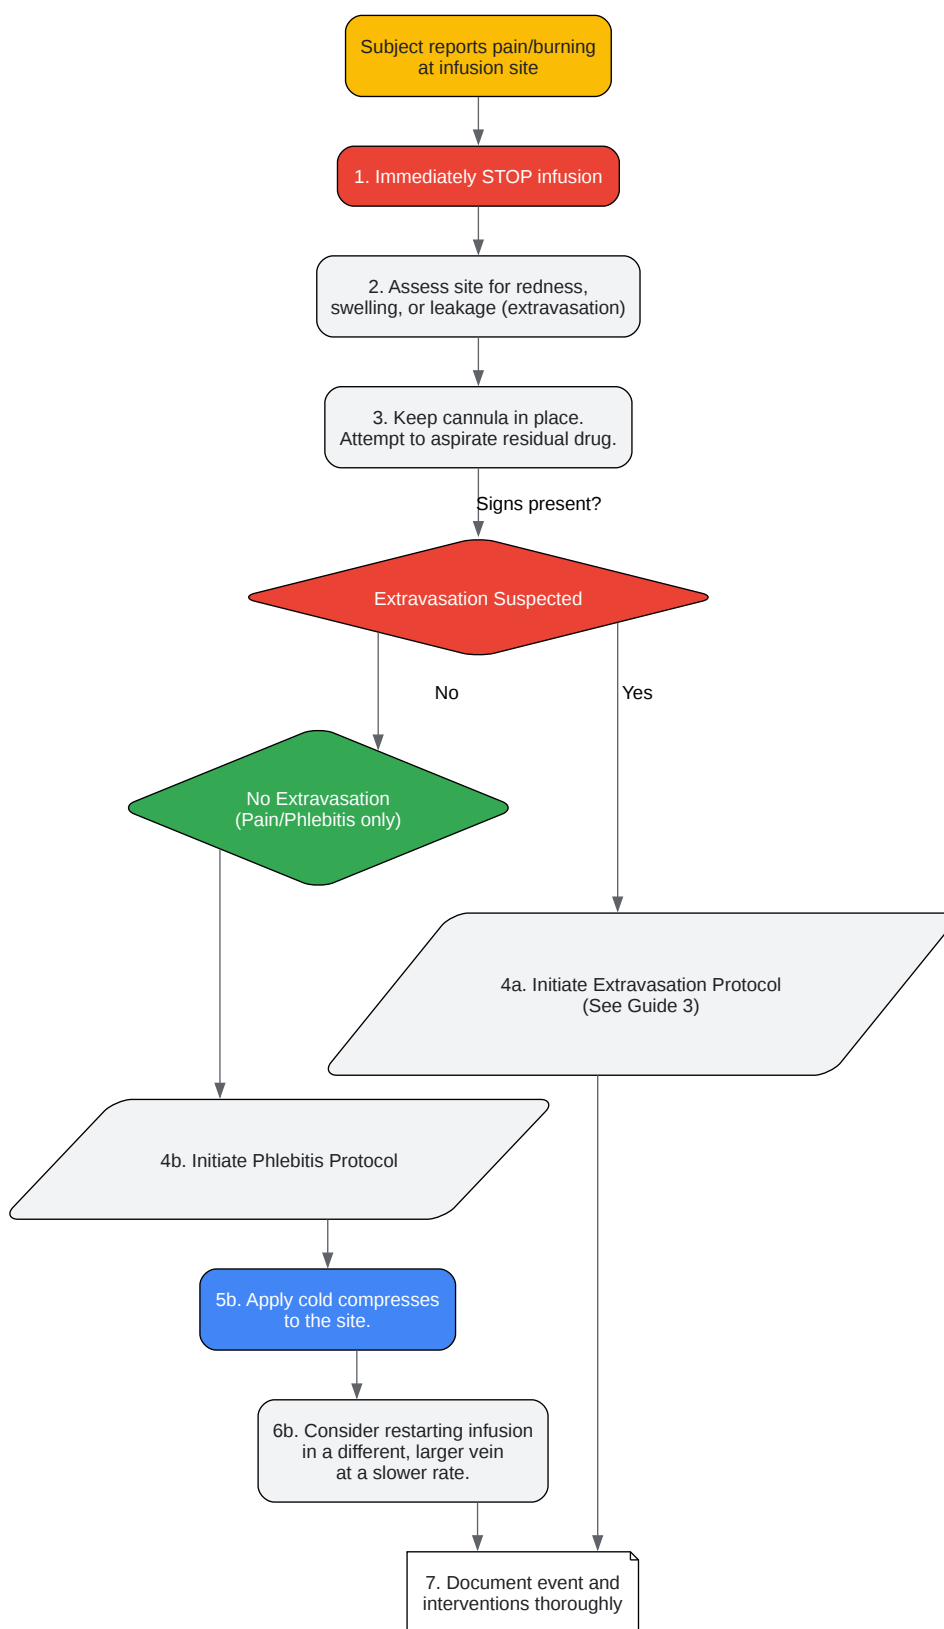 Subject reports pain/burning
at infusion site
1. Immediately STOP infusion
2. Assess site for redness,
swelling, or leakage (extravasation)
3. Keep cannula in place.
Attempt to aspirate residual drug.
Signs present?
Extravasation Suspected
No
Yes
No Extravasation
(Pain/Phlebitis only)
4a. Initiate Extravasation Protocol
(See Guide 3)
4b. Initiate Phlebitis Protocol
5b. Apply cold compresses
to the site.
6b. Consider restarting infusion
in a different, larger vein
at a slower rate.
7. Document event and
interventions thoroughly